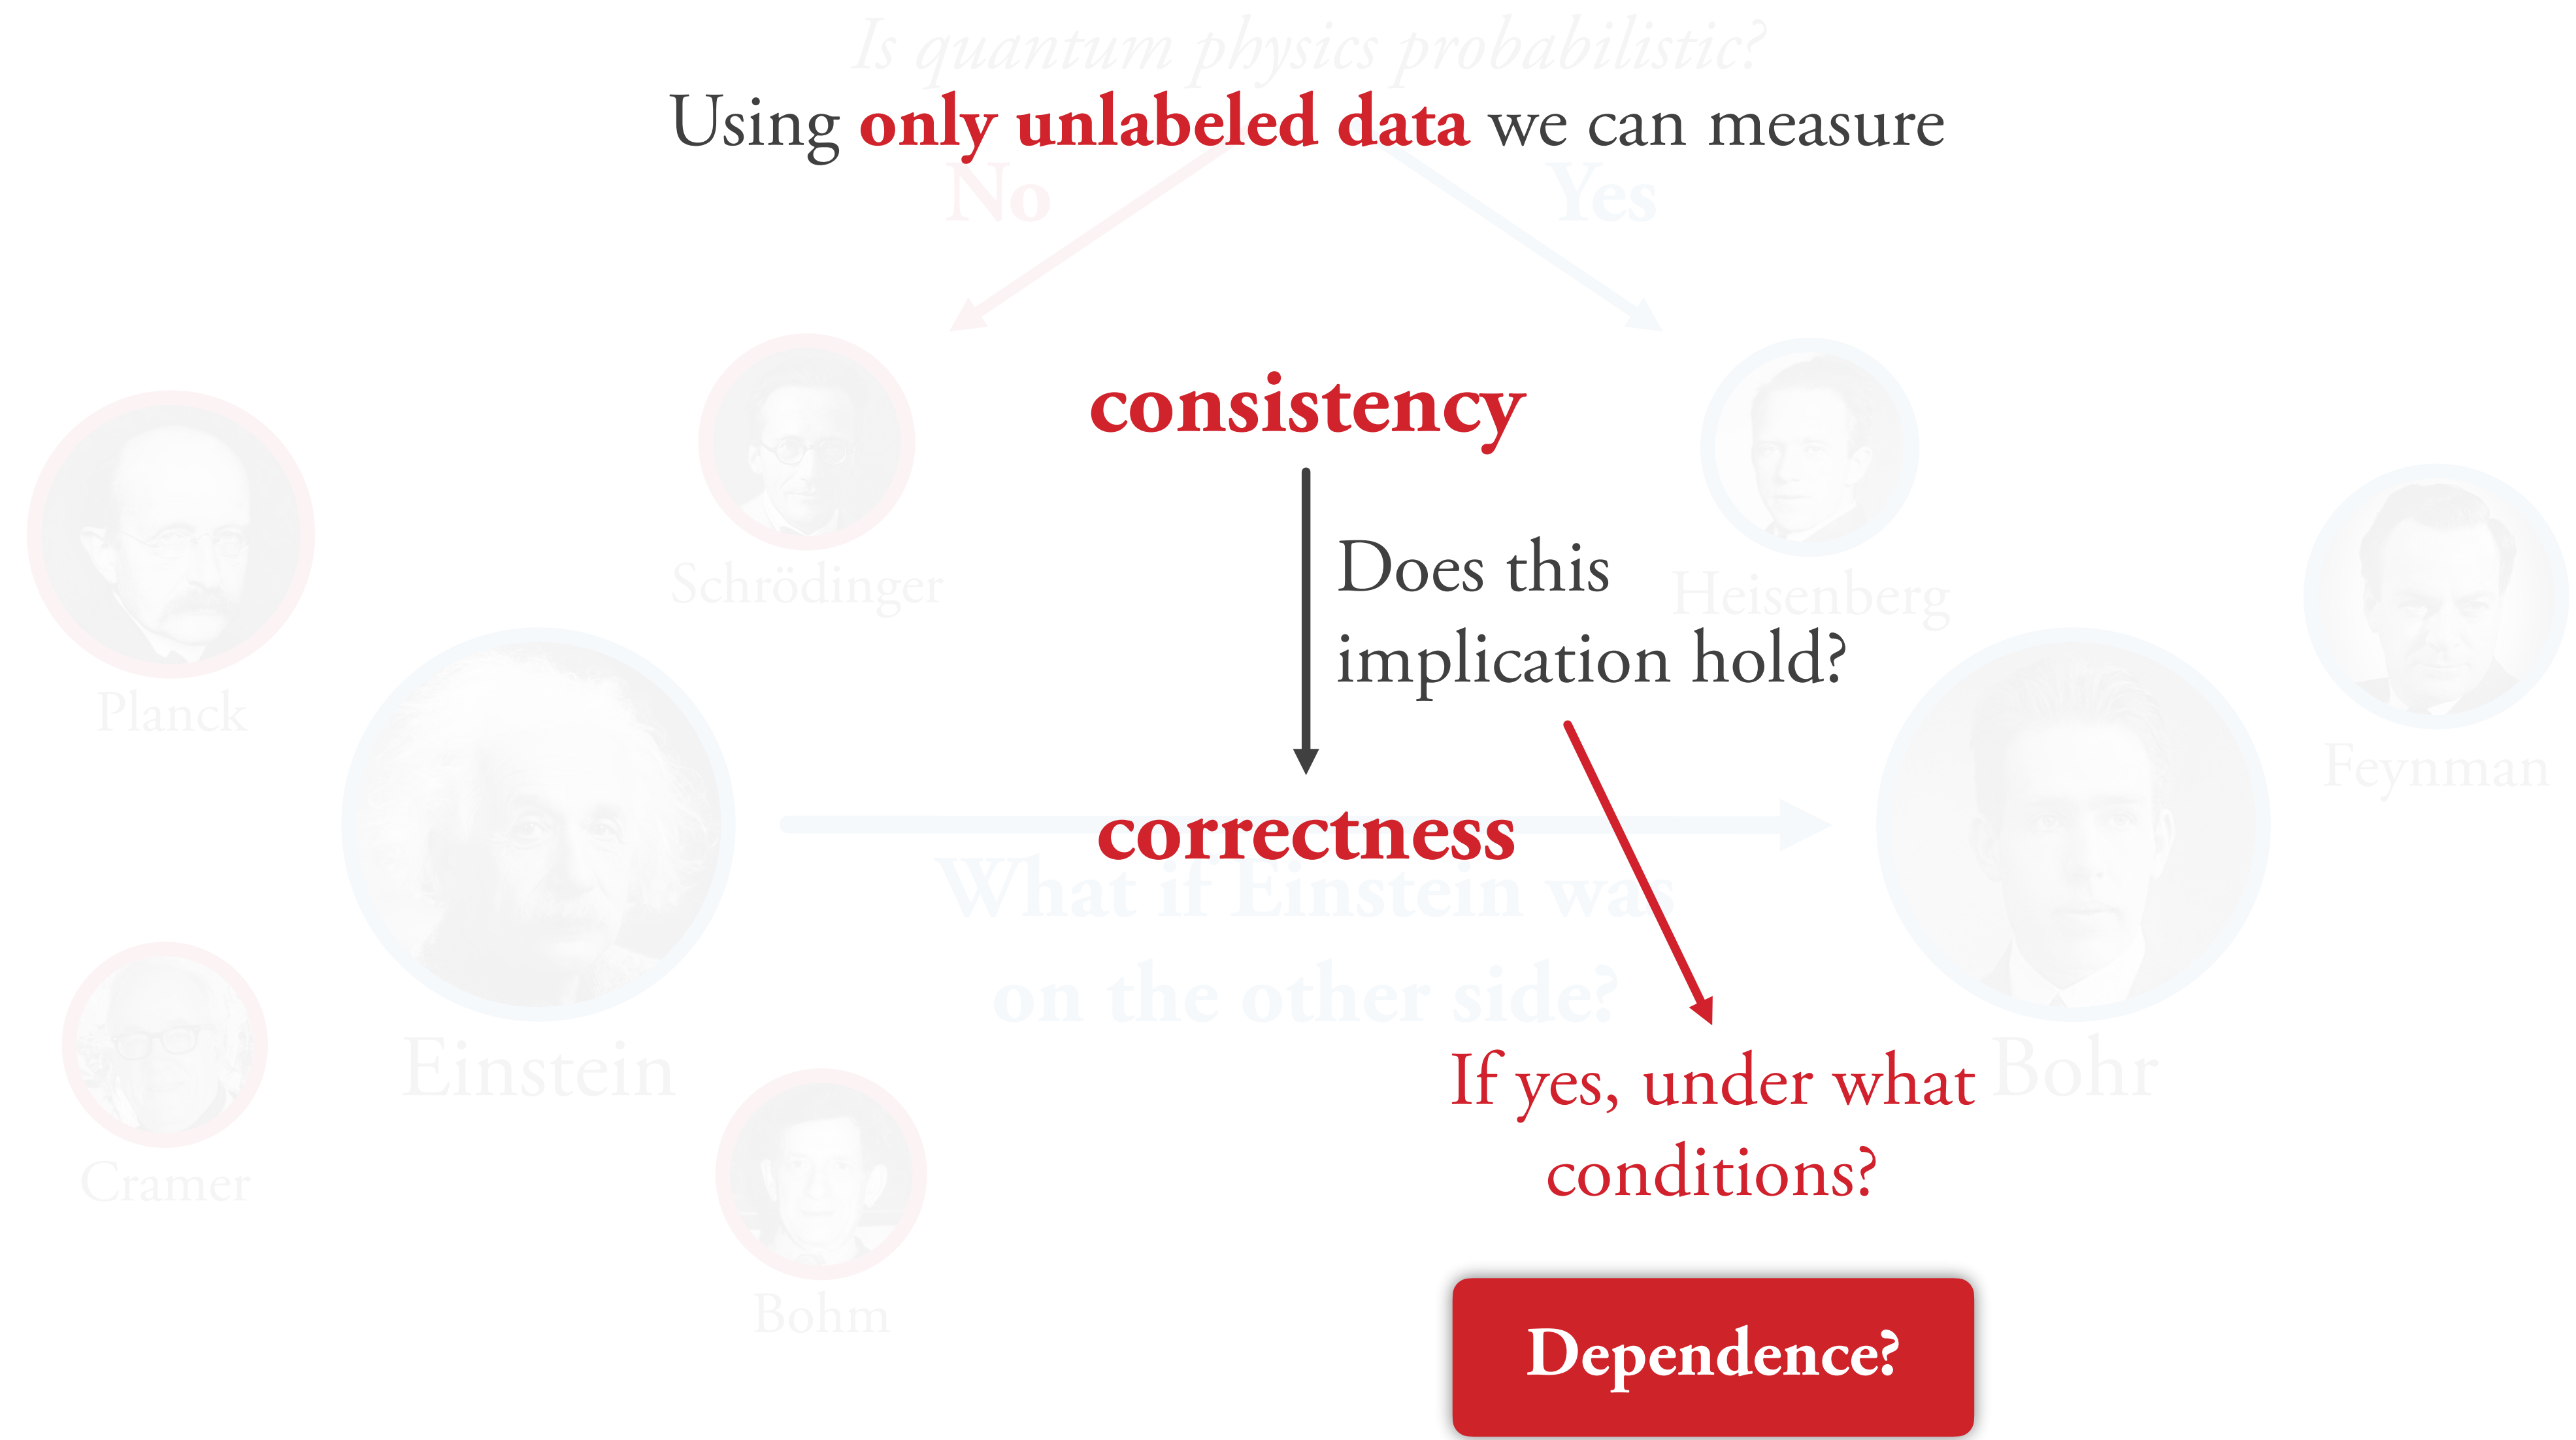 Is quantum physics probabilistic?
Using only unlabeled data we can measure
No
Yes
consistency
Does this
implication hold?
Schrödinger
Heisenberg
Planck
Feynman
correctness
What if Einstein was
on the other side?
Einstein
Bohr
If yes, under what
conditions?
Cramer
Bohm
Dependence?